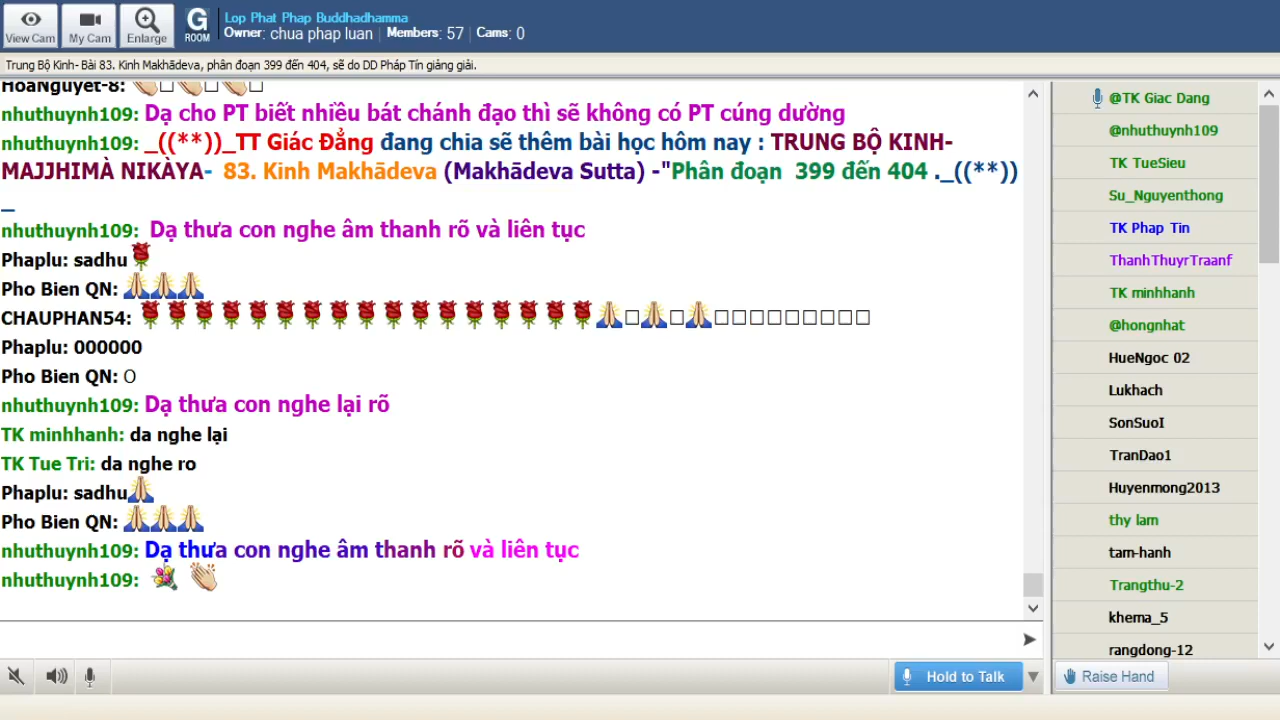 Lop Phat Phap Buddhadhamma
Owner: chua phap luan | Members: 57 | Cams: 0
View Cam
My Cam
Enlarge
G ROOM
Trung Bộ Kinh- Bài 83. Kinh Makhādeva, phân đoạn 399 đến 404, sẽ do DD Pháp Tín giảng giải.
HoaNguyet-8: 👏□👏□👏□
nhuthuynh109: Dạ cho PT biết nhiều bát chánh đạo thì sẽ không có PT cúng dường
nhuthuynh109: _((**))_TT Giác Đẳng đang chia sẽ thêm bài học hôm nay : TRUNG BỘ KINH-
MAJJHIMÀ NIKÀYA- 83. Kinh Makhādeva (Makhādeva Sutta) -"Phân đoạn 399 đến 404 ._((**))
_
nhuthuynh109: Dạ thưa con nghe âm thanh rõ và liên tục
Phaplu: sadhu🌹
Pho Bien QN: 🙏🙏🙏
CHAUPHAN54: 🌹🌹🌹🌹🌹🌹🌹🌹🌹🌹🌹🌹🌹🌹🌹🌹🌹🙏□🙏□🙏□□□□□□□□□
Phaplu: 000000
Pho Bien QN: O
nhuthuynh109: Dạ thưa con nghe lại rõ
TK minhhanh: da nghe lại
TK Tue Tri: da nghe ro
Phaplu: sadhu🙏
Pho Bien QN: 🙏🙏🙏
nhuthuynh109: Dạ thưa con nghe âm thanh rõ và liên tục
nhuthuynh109: 💐 👏
Hold to Talk
@TK Giac Dang
@nhuthuynh109
TK TueSieu
Su_Nguyenthong
TK Phap Tin
ThanhThuyrTraanf
TK minhhanh
@hongnhat
HueNgoc 02
Lukhach
SonSuoI
TranDao1
Huyenmong2013
thy lam
tam-hanh
Trangthu-2
khema_5
rangdong-12
Raise Hand